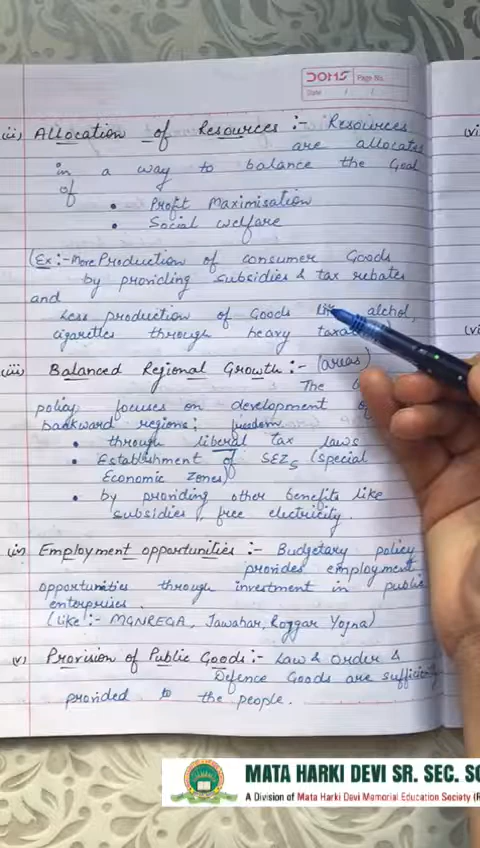 DOMS
Page No.
Date / /
(vi
ii) Allocation of Resources :- Resources
are allocated
in a way to balance the Goal
of
• Profit Maximisation
• Social welfare
(Ex :- More Production of consumer Goods
by providing subsidies & tax rebates
and
Less production of Goods alchol,
cigarettes through heavy
iii) Balanced Regional Growth :- (areas)
The
policy focuses on development
backward regions; freedom
• through liberal tax laws
• Establishment of SEZs (special
Economic zones)
• by providing other benefits like
subsidies, free electricity.
(iv) Employment opportunities :- Budgetary policy
provides employment
opportunities through investment in public
enterprises.
(like :- MGNREGA, Jawahar, Rozgar Yojna)
(v) Provision of Public Goods :- Law & Order &
Defence Goods are
provided to the people.
MATA HARKI DEVI SR. SEC. SC
A Division of Mata Harki Devi Memorial Education Society (R